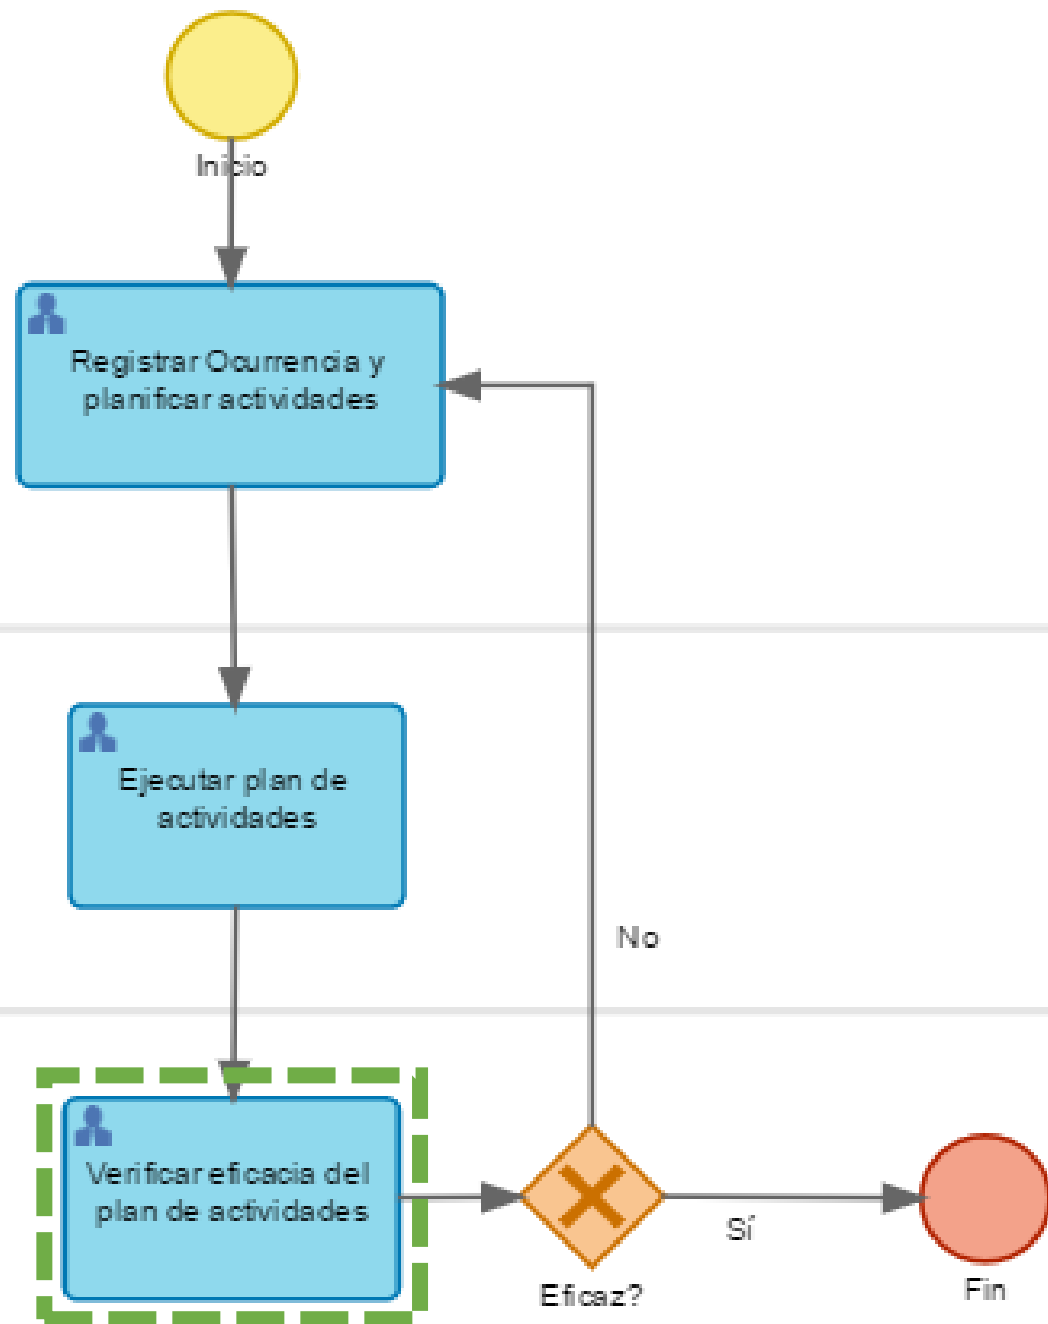 Inicio
Registrar Ocurrencia y
planificar actividades
Ejecutar plan de
actividades
No
Verificar eficacia del
plan de actividades
Sí
Eficaz?
Fin